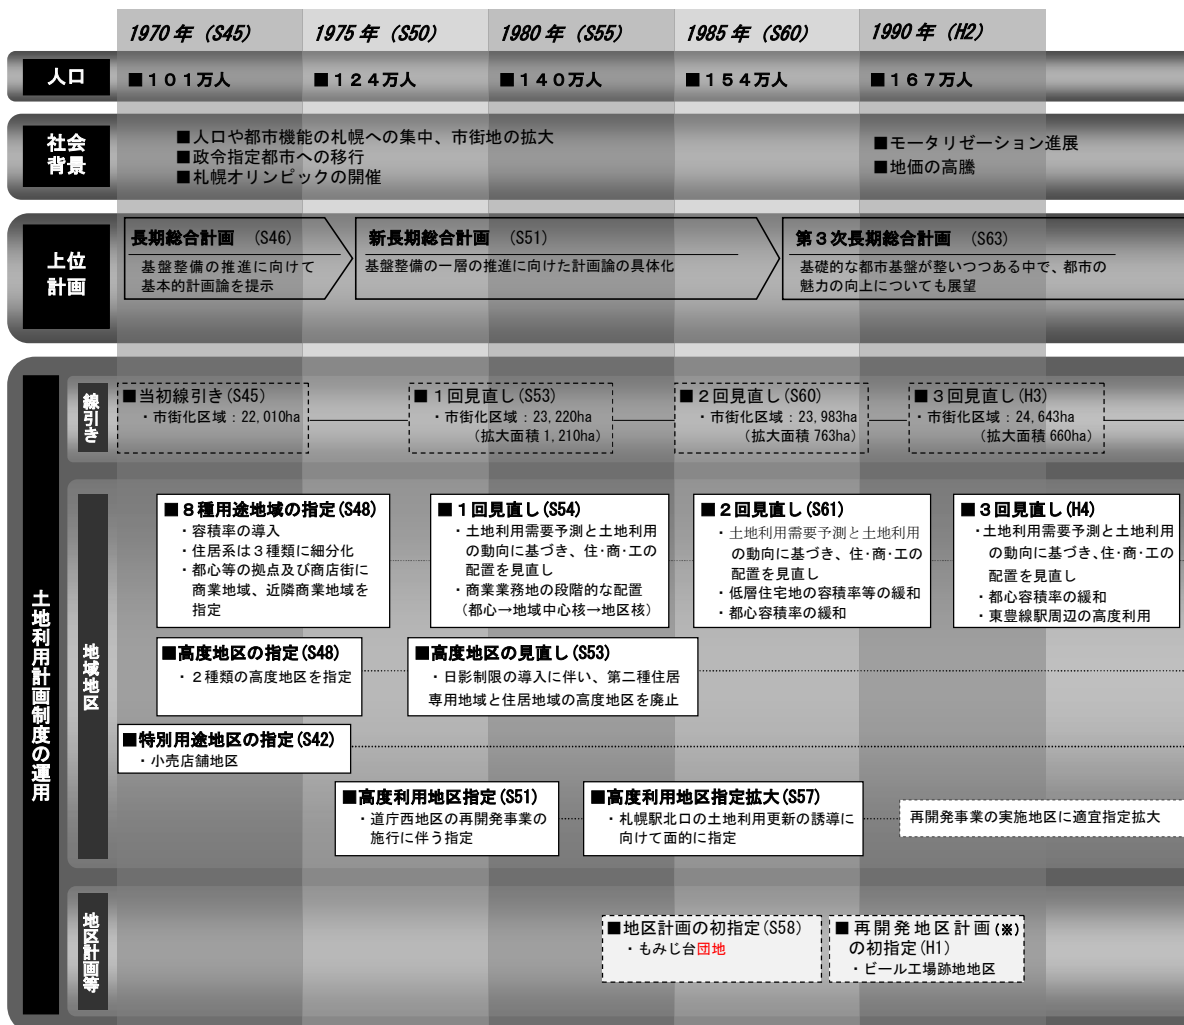 1970年（S45）
1975年（S50）
1980年（S55）
1985年（S60）
1990年（H2）
人口
■１０１万人
■１２４万人
■１４０万人
■１５４万人
■１６７万人
社会
背景
■人口や都市機能の札幌への集中、市街地の拡大
■政令指定都市への移行
■札幌オリンピックの開催
■モータリゼーション進展
■地価の高騰
上位
計画
長期総合計画　(S46)
基盤整備の推進に向けて
基本的計画論を提示
新長期総合計画　(S51)
基盤整備の一層の推進に向けた計画論の具体化
第３次長期総合計画　(S63)
基礎的な都市基盤が整いつつある中で、都市の
魅力の向上についても展望
土地利用計画制度の運用
線引き
■当初線引き(S45)
・市街化区域：22,010ha
■１回見直し(S53)
・市街化区域：23,220ha
（拡大面積 1,210ha）
■２回見直し(S60)
・市街化区域：23,983ha
（拡大面積 763ha）
■３回見直し(H3)
・市街化区域：24,643ha
（拡大面積 660ha）
地域地区
■８種用途地域の指定(S48)
・容積率の導入
・住居系は３種類に細分化
・都心等の拠点及び商店街に
商業地域、近隣商業地域を
指定
■１回見直し(S54)
・土地利用需要予測と土地利用
の動向に基づき、住･商･工の
配置を見直し
・商業業務地の段階的な配置
（都心→地域中心核→地区核）
■２回見直し(S61)
・土地利用需要予測と土地利用
の動向に基づき、住･商･工の
配置を見直し
・低層住宅地の容積率等の緩和
・都心容積率の緩和
■３回見直し(H4)
・土地利用需要予測と土地利用
の動向に基づき、住･商･工の
配置を見直し
・都心容積率の緩和
・東豊線駅周辺の高度利用
■高度地区の指定(S48)
・２種類の高度地区を指定
■高度地区の見直し(S53)
・日影制限の導入に伴い、第二種住居
専用地域と住居地域の高度地区を廃止
■特別用途地区の指定(S42)
・小売店舗地区
■高度利用地区指定(S51)
・道庁西地区の再開発事業の
施行に伴う指定
■高度利用地区指定拡大(S57)
・札幌駅北口の土地利用更新の誘導に
向けて面的に指定
再開発事業の実施地区に適宜指定拡大
地区計画等
■地区計画の初指定(S58)
・もみじ台団地
■再開発地区計画(※)
の初指定(H1)
・ビール工場跡地地区